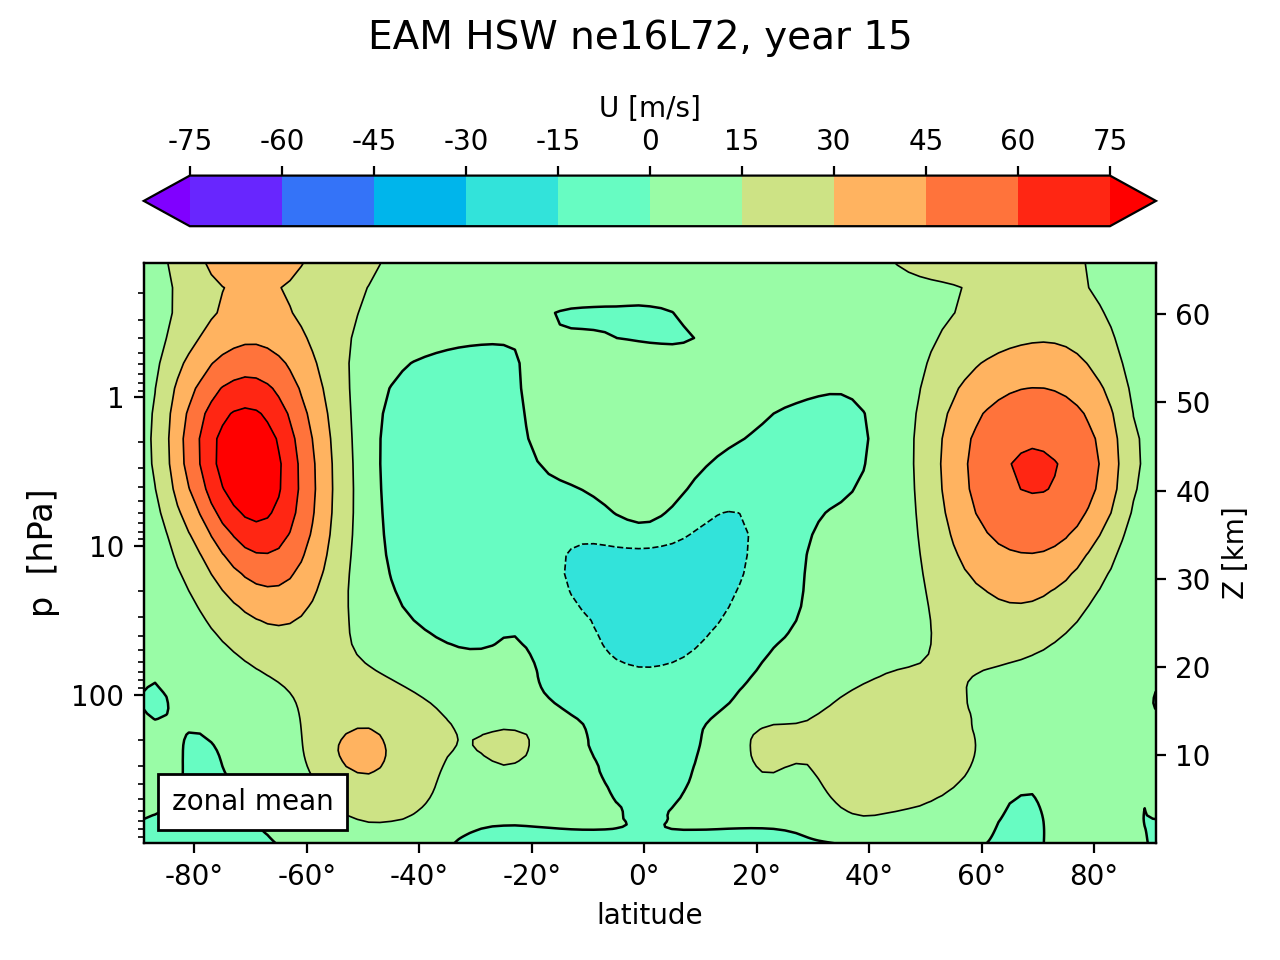 EAM HSW ne16L72, year 15
U [m/s]
-75 -60 -45 -30 -15 0 15 30 45 60 75
p [hPa]
1
10
100
60
50
40
30
20
10
Z [km]
zonal mean
-80° -60° -40° -20° 0° 20° 40° 60° 80°
latitude